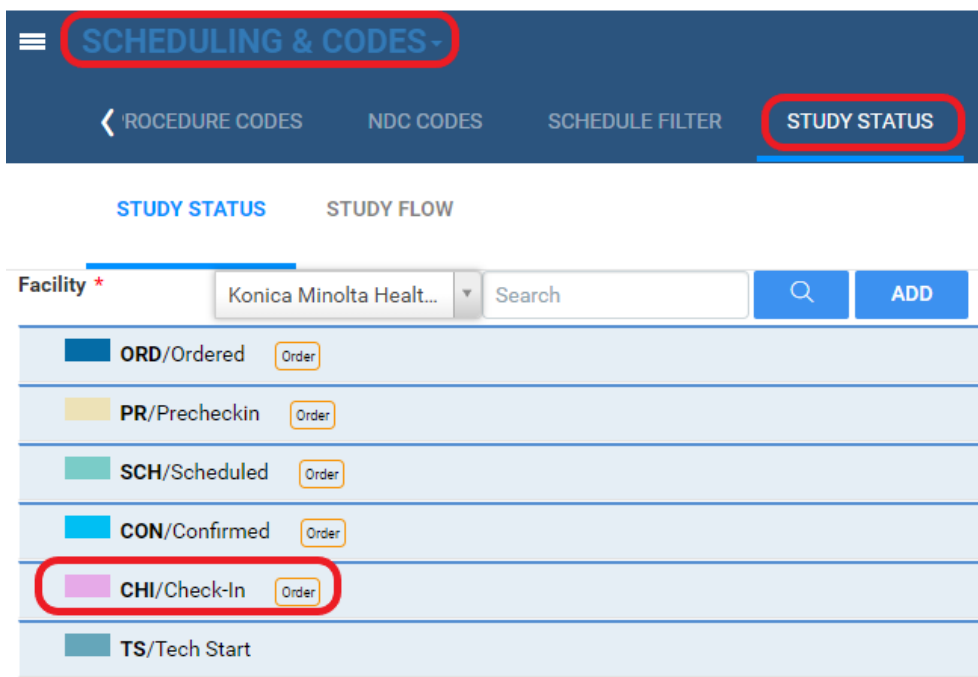 SCHEDULING & CODES
ROCEDURE CODES NDC CODES SCHEDULE FILTER STUDY STATUS
STUDY STATUS STUDY FLOW
Facility * Konica Minolta Healt... Search ADD
ORD/Ordered Order
PR/Precheckin Order
SCH/Scheduled Order
CON/Confirmed Order
CHI/Check-In Order
TS/Tech Start